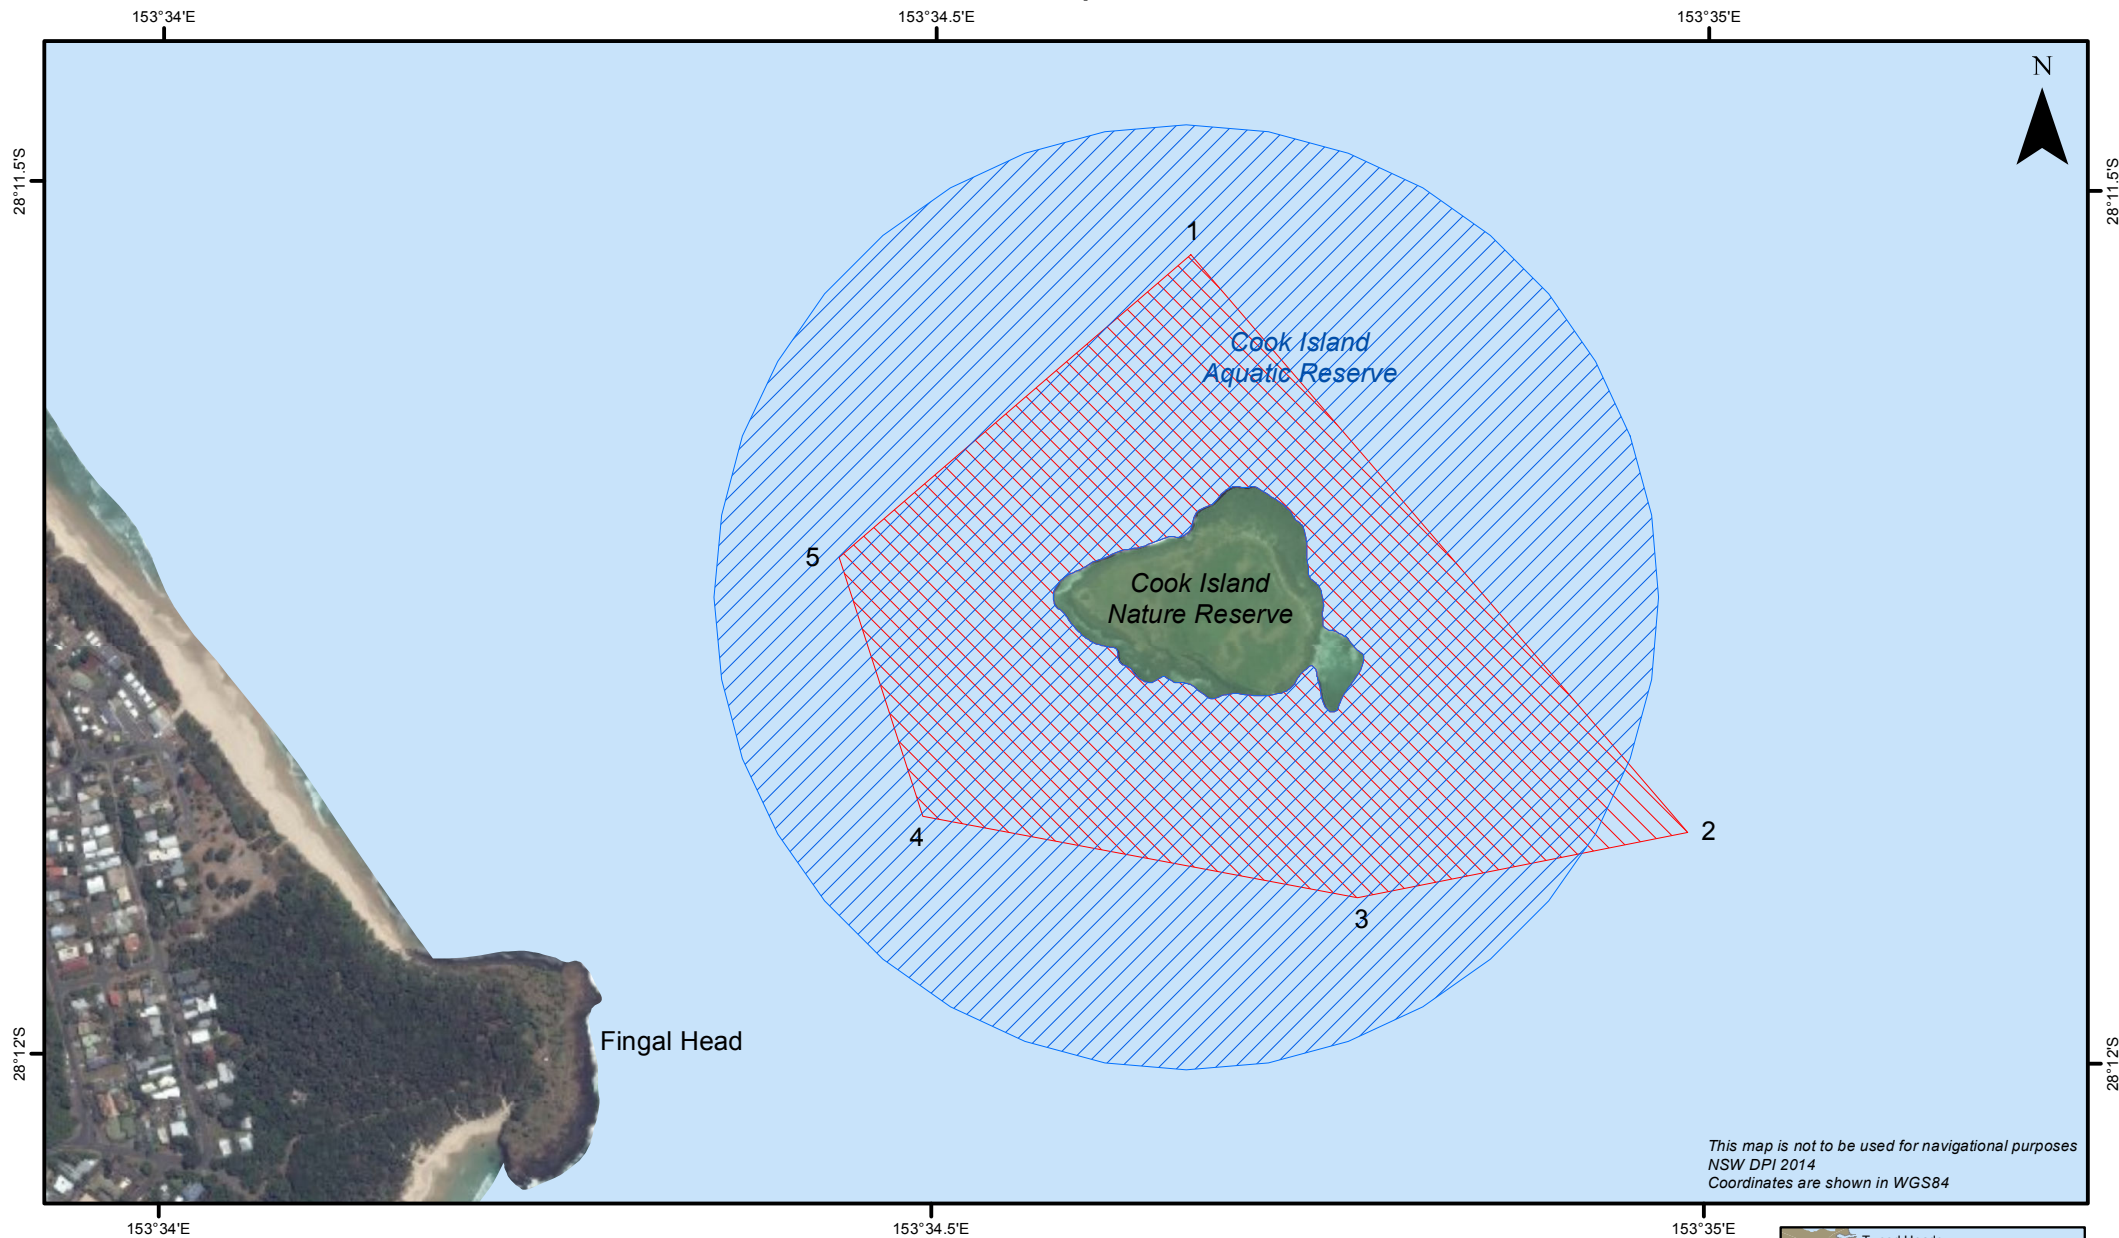 153°34'E
153°34.5'E
153°35'E
N
28°11.5'S
28°11.5'S
1
Cook Island
Aquatic Reserve
5
Cook Island
Nature Reserve
2
4
3
Fingal Head
28°12'S
28°12'S
This map is not to be used for navigational purposes
NSW DPI 2014
Coordinates are shown in WGS84
153°34'E
153°34.5'E
153°35'E